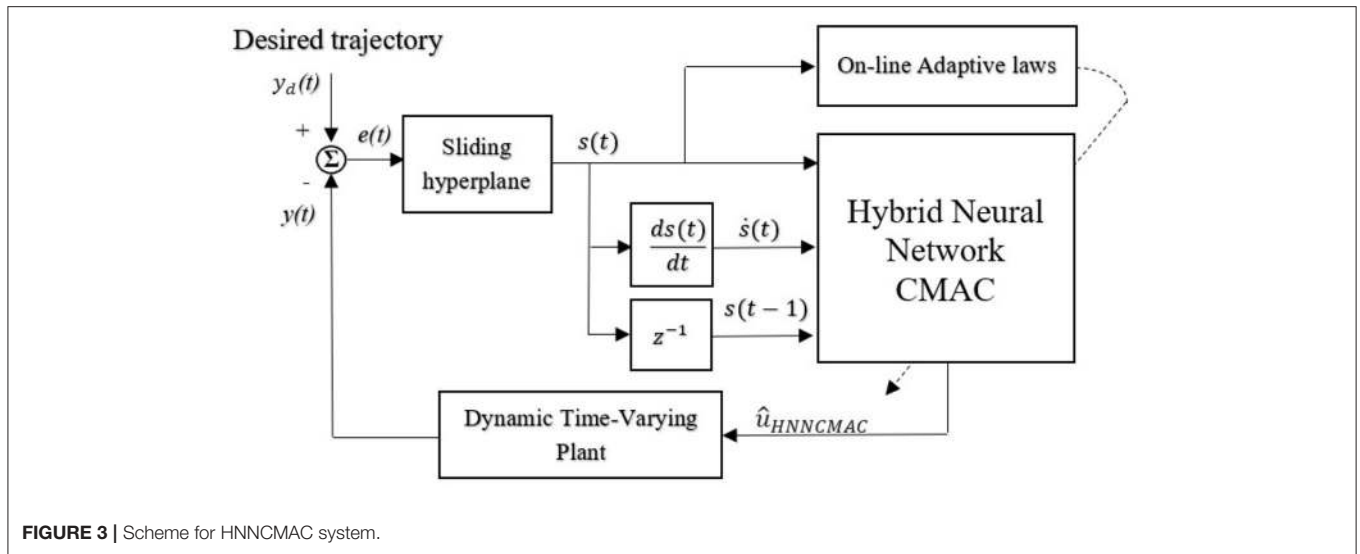 Desired trajectory
y_d(t)
+
e(t)
Σ
-
y(t)
Sliding
hyperplane
s(t)
On-line Adaptive laws
ds(t)
dt
ṡ(t)
z⁻¹
s(t − 1)
Hybrid Neural
Network
CMAC
û_HNNCMAC
Dynamic Time-Varying
Plant
FIGURE 3 | Scheme for HNNCMAC system.